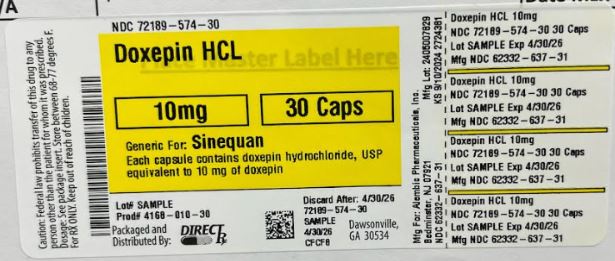 /A
NDC 72189-574-30
Doxepin HCL
Place Master Label Here
10mg
30 Caps
Generic For: Sinequan
Each capsule contains doxepin hydrochloride, USP
equivalent to 10 mg of doxepin
Lot# SAMPLE
Prod# 4168-010-30
Packaged and
Distributed By:
DIRECT Rx
Discard After: 4/30/26
72189-574-30
SAMPLE
4/30/26
CFCF8
Dawsonville,
GA 30534
Caution: Federal law prohibits transfer of this drug to any
person other than the patient for whom it was prescribed.
Dosage: See package insert. Store between 68-77 degrees F.
For RX ONLY. Keep out of reach of children.
Mfg For: Alembic Pharmaceuticals, Inc.
Bedminster, NJ 07921
NDC 62332-637-31
Mfg Lot: 2405007829
KS 9/10/2024 2724381
Doxepin HCL 10mg
NDC 72189-574-30 30 Caps
Lot SAMPLE Exp 4/30/26
Mfg NDC 62332-637-31
Doxepin HCL 10mg
NDC 72189-574-30 30 Caps
Lot SAMPLE Exp 4/30/26
Mfg NDC 62332-637-31
Doxepin HCL 10mg
NDC 72189-574-30 30 Caps
Lot SAMPLE Exp 4/30/26
Mfg NDC 62332-637-31
Doxepin HCL 10mg
NDC 72189-574-30 30 Caps
Lot SAMPLE Exp 4/30/26
Mfg NDC 62332-637-31